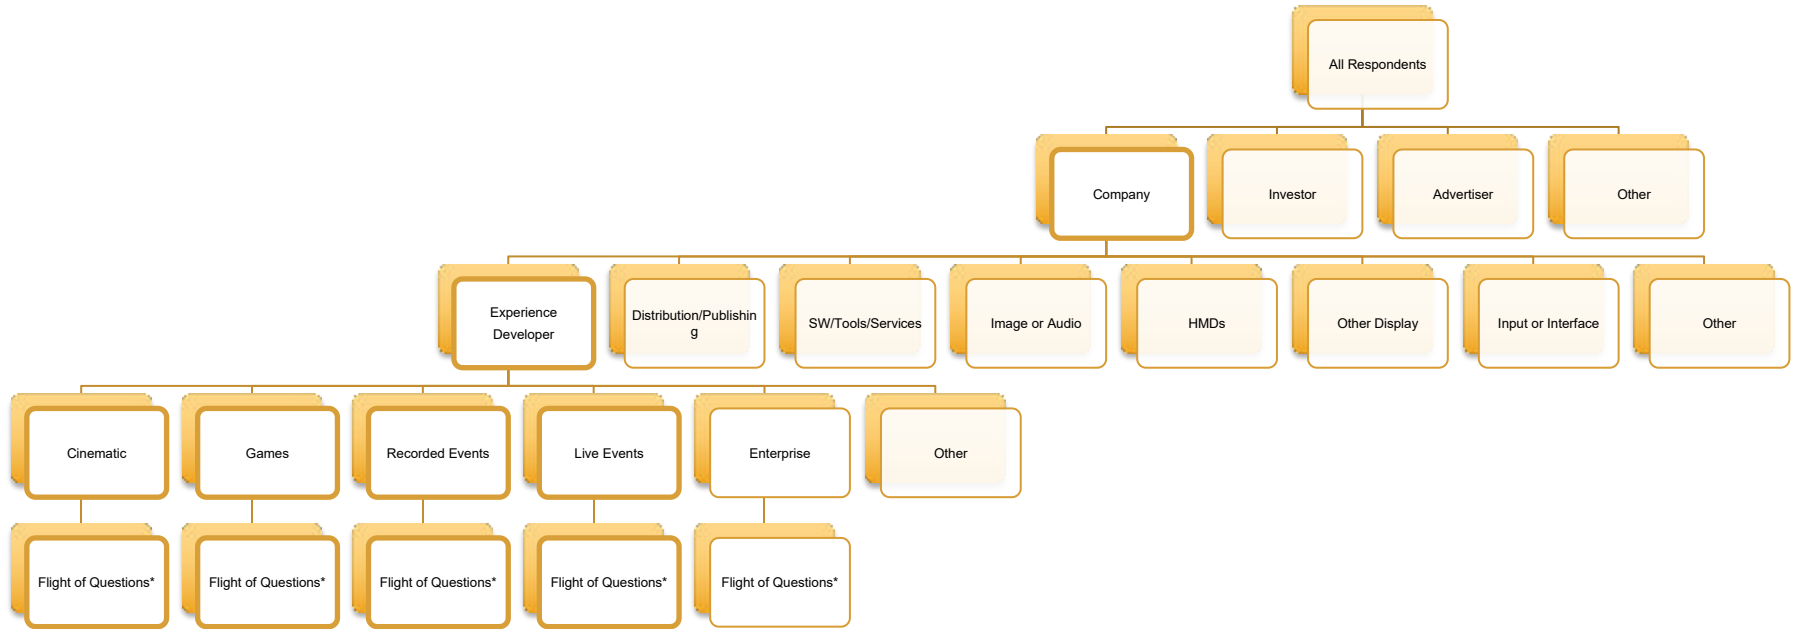 All Respondents
Company
Investor
Advertiser
Other
Experience
Developer
Distribution/Publishin
g
SW/Tools/Services
Image or Audio
HMDs
Other Display
Input or Interface
Other
Cinematic
Games
Recorded Events
Live Events
Enterprise
Other
Flight of Questions*
Flight of Questions*
Flight of Questions*
Flight of Questions*
Flight of Questions*